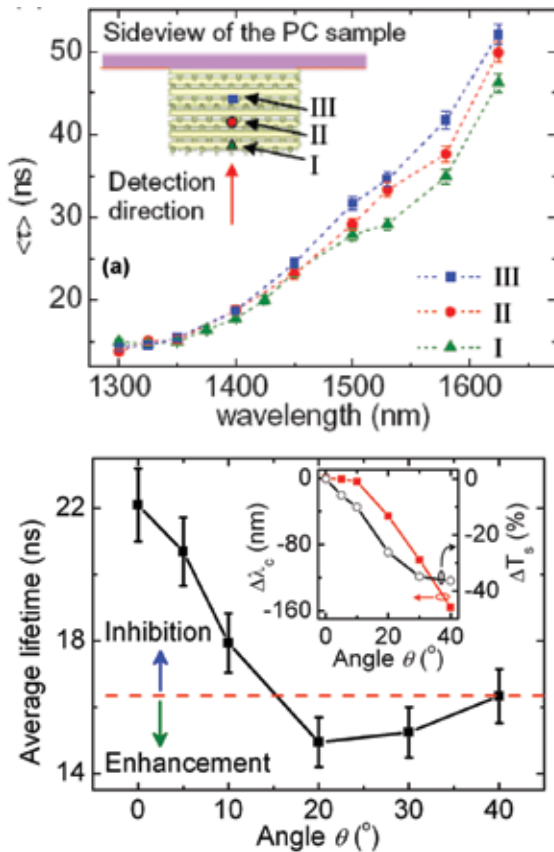 Sideview of the PC sample
III
II
I
Detection
direction
(a)
III
II
I
50
40
30
20
<τ> (ns)
1300 1400 1500 1600
wavelength (nm)
22
18
14
Average lifetime (ns)
Inhibition
Enhancement
0 10 20 30 40
Angle θ (°)
0
-80
-160
Δλc (nm)
0
-20
-40
ΔTs (%)
0 20 40
Angle θ (°)